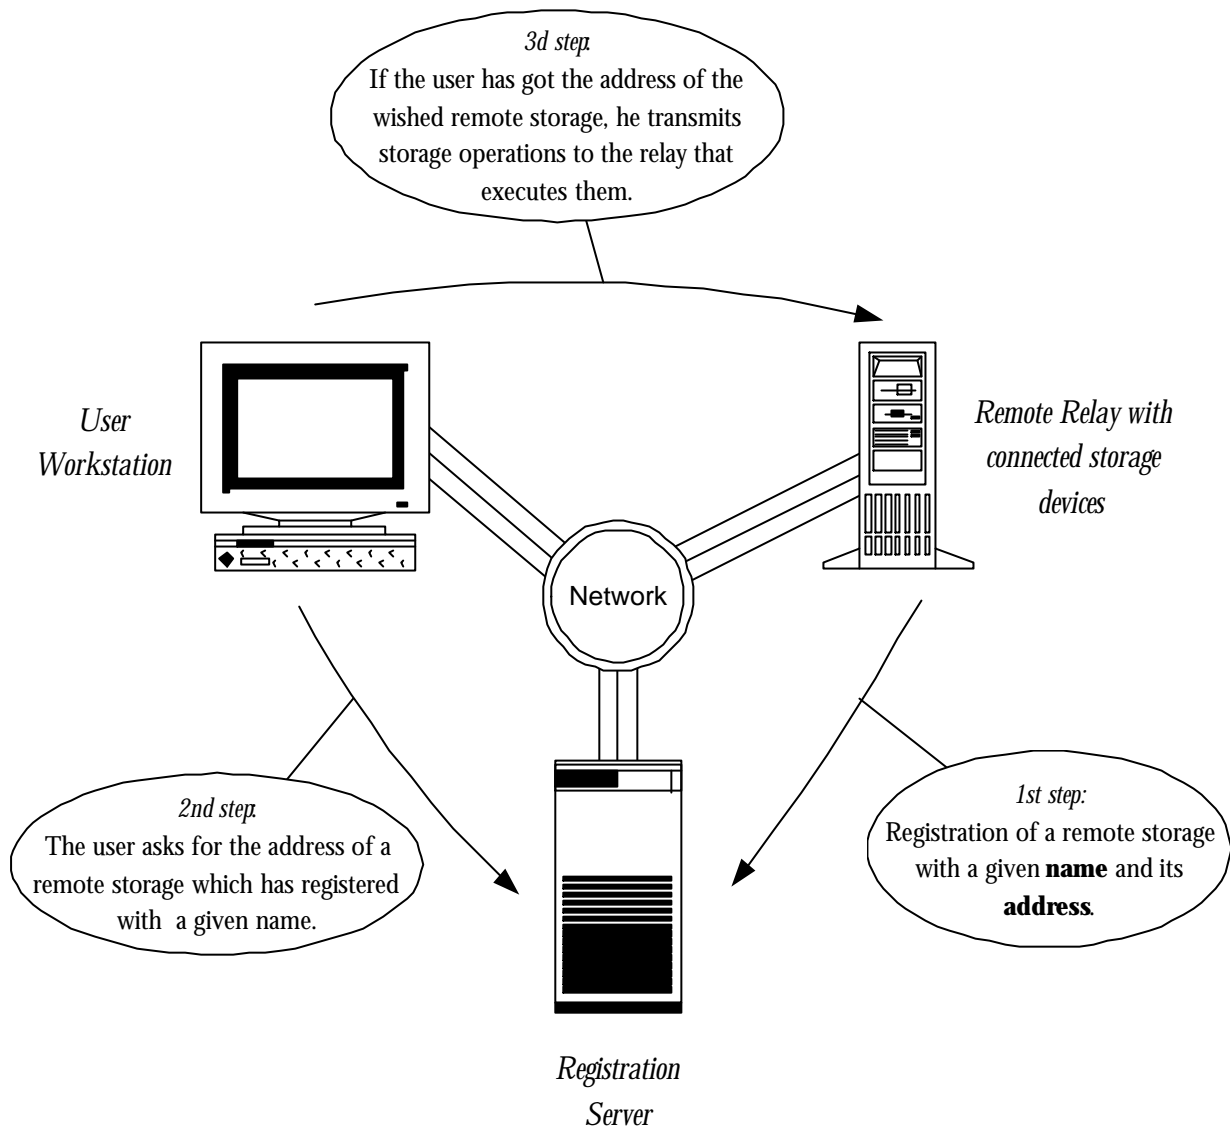 3d step:
If the user has got the address of the
wished remote storage, he transmits
storage operations to the relay that
executes them.
User
Workstation
Remote Relay with
connected storage
devices
Network
2nd step:
The user asks for the address of a
remote storage which has registered
with a given name.
1st step:
Registration of a remote storage
with a given name and its
address.
Registration
Server